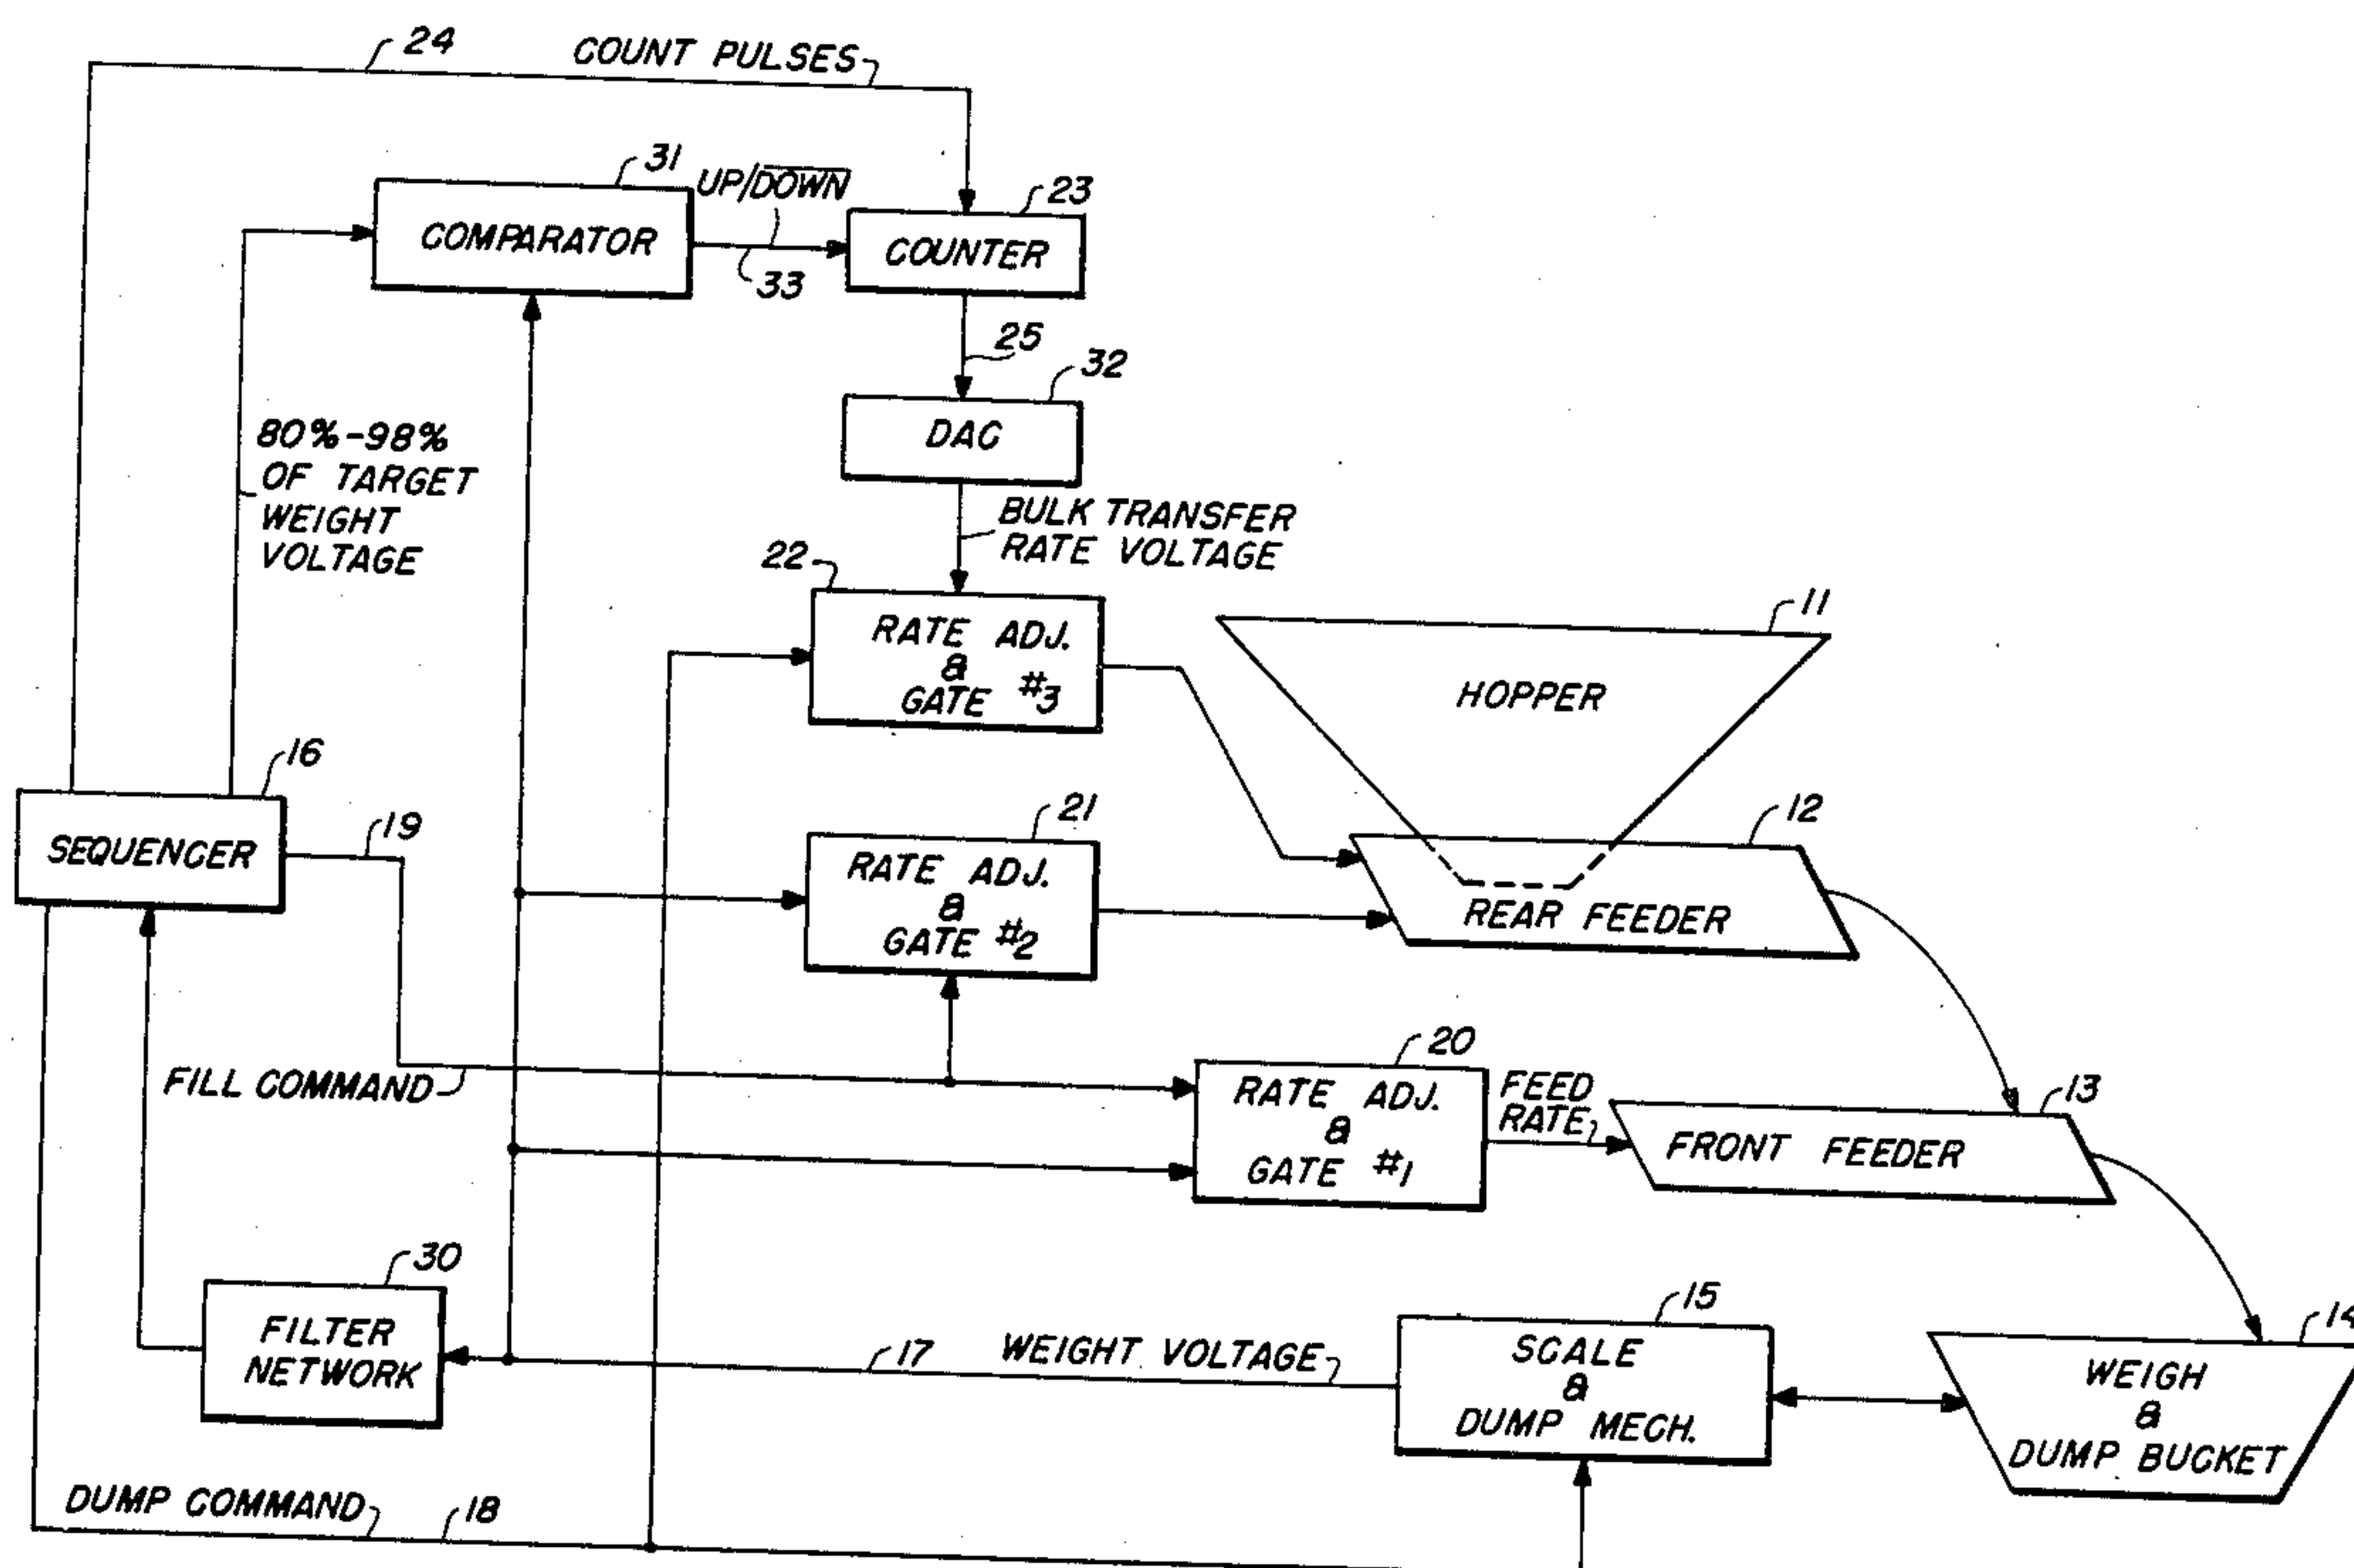 24
COUNT PULSES
31
UP/DOWN
23
COMPARATOR
COUNTER
33
25
32
DAC
80%-98%
OF TARGET
WEIGHT
VOLTAGE
BULK TRANSFER
RATE VOLTAGE
22
11
RATE ADJ.
&
GATE #3
HOPPER
16
21
12
19
SEQUENCER
RATE ADJ.
&
GATE #2
REAR FEEDER
20
FILL COMMAND
RATE ADJ.
&
GATE #1
FEED
RATE
13
FRONT FEEDER
30
15
14
FILTER
NETWORK
17
WEIGHT VOLTAGE
SCALE
&
DUMP MECH.
WEIGH
&
DUMP BUCKET
DUMP COMMAND
18